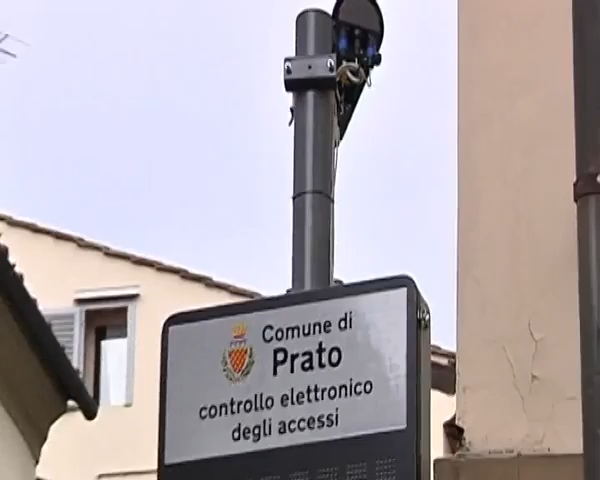 Comune di
Prato
controllo elettronico
degli accessi